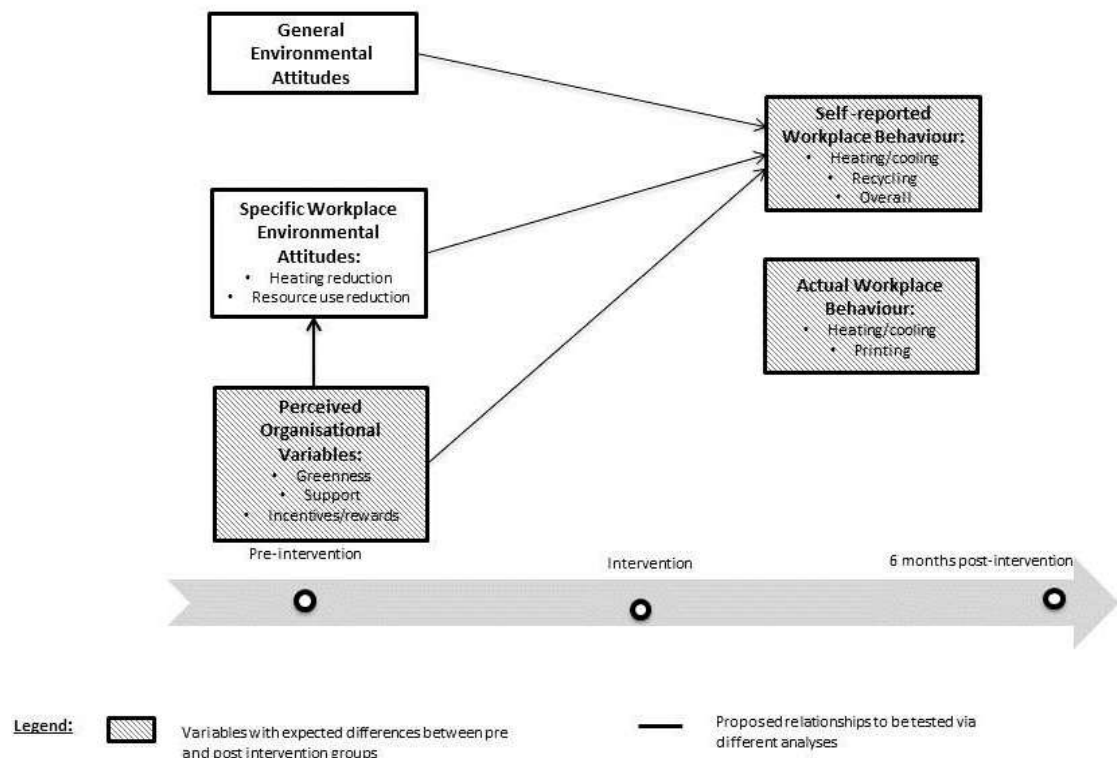 General
Environmental
Attitudes
Self -reported
Workplace Behaviour:
• Heating/cooling
• Recycling
• Overall
Specific Workplace
Environmental
Attitudes:
• Heating reduction
• Resource use reduction
Actual Workplace
Behaviour:
• Heating/cooling
• Printing
Perceived
Organisational
Variables:
• Greenness
• Support
• Incentives/rewards
Pre-intervention
Intervention
6 months post-intervention
Legend:
Variables with expected differences between pre
and post intervention groups
Proposed relationships to be tested via
different analyses